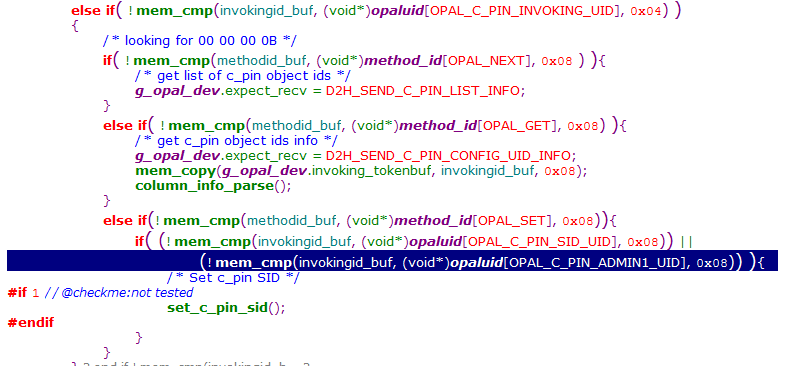 else if( ! mem_cmp(invokingid_buf, (void*)opaluid[OPAL_C_PIN_INVOKING_UID], 0x04) )
{
/* looking for 00 00 00 0B */
if( ! mem_cmp(methodid_buf, (void*)method_id[OPAL_NEXT], 0x08 ) ){
/* get list of c_pin object ids */
g_opal_dev.expect_recv = D2H_SEND_C_PIN_LIST_INFO;
}
else if( ! mem_cmp(methodid_buf, (void*)method_id[OPAL_GET], 0x08) ){
/* get c_pin object ids info */
g_opal_dev.expect_recv = D2H_SEND_C_PIN_CONFIG_UID_INFO;
mem_copy(g_opal_dev.invoking_tokenbuf, invokingid_buf, 0x08);
column_info_parse();
}
else if(! mem_cmp(methodid_buf, (void*)method_id[OPAL_SET], 0x08)){
if( (! mem_cmp(invokingid_buf, (void*)opaluid[OPAL_C_PIN_SID_UID], 0x08)) ||
(! mem_cmp(invokingid_buf, (void*)opaluid[OPAL_C_PIN_ADMIN1_UID], 0x08)) ){
/* Set c_pin SID */
#if 1 //@checkme:not tested
set_c_pin_sid();
#endif
}
}